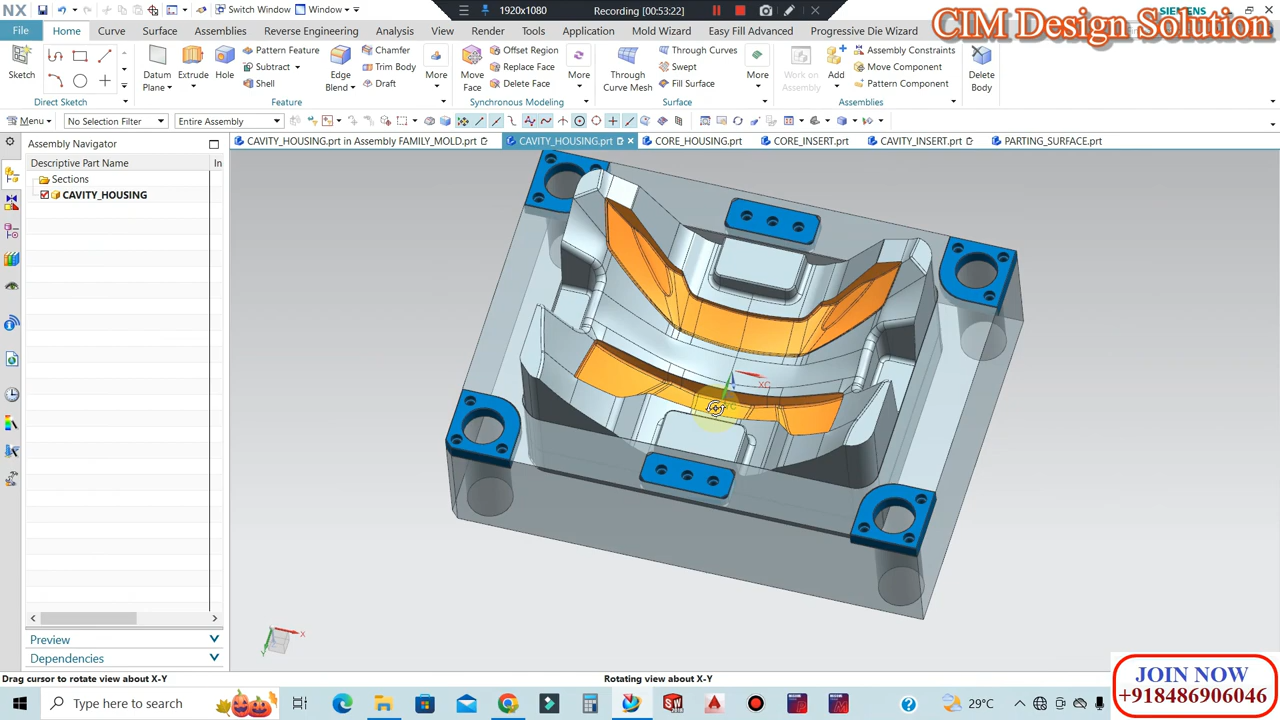 NX
Switch Window
Window
1920x1080
Recording [00:53:22]
SIEMENS
CIM Design Solution
File
Home
Curve
Surface
Assemblies
Reverse Engineering
Analysis
View
Render
Tools
Application
Mold Wizard
Easy Fill Advanced
Progressive Die Wizard
Sketch
Datum Plane
Extrude
Hole
Pattern Feature
Shell
Edge Blend
Chamfer
Trim Body
Draft
More
Move Face
Offset Region
Replace Face
Delete Face
More
Through Curve Mesh
Through Curves
Swept
Fill Surface
More
Work on Assembly
Add
Assembly Constraints
Move Component
Pattern Component
Delete Body
Direct Sketch
Feature
Synchronous Modeling
Surface
Assemblies
Menu
No Selection Filter
Entire Assembly
Assembly Navigator
CAVITY_HOUSING.prt in Assembly FAMILY_MOLD.prt
CAVITY_HOUSING.prt
CORE_HOUSING.prt
CORE_INSERT.prt
CAVITY_INSERT.prt
PARTING_SURFACE.prt
Descriptive Part Name
In
Sections
CAVITY_HOUSING
XC
X
Preview
Dependencies
Drag cursor to rotate view about X-Y
Rotating view about X-Y
JOIN NOW
+918486906046
Type here to search
29°C